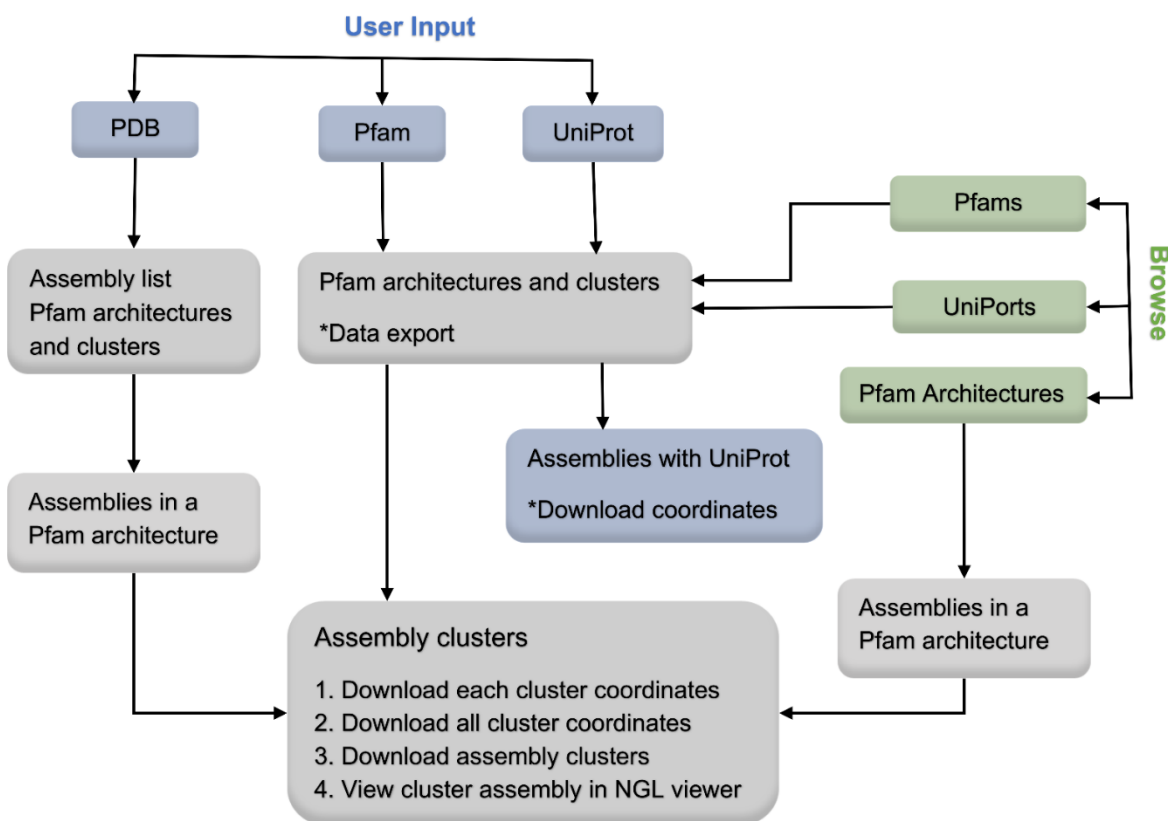 User Input
PDB
Pfam
UniProt
Pfams
UniPorts
Pfam Architectures
Browse
Assembly list
Pfam architectures
and clusters
Pfam architectures and clusters
*Data export
Assemblies with UniProt
*Download coordinates
Assemblies in a
Pfam architecture
Assemblies in a
Pfam architecture
Assembly clusters
1. Download each cluster coordinates
2. Download all cluster coordinates
3. Download assembly clusters
4. View cluster assembly in NGL viewer